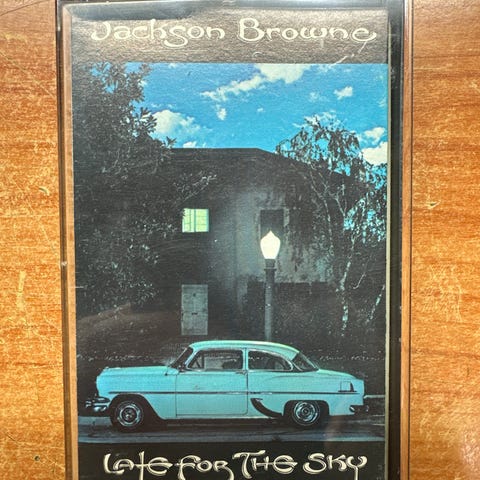 Jackson Browne
Late for the Sky